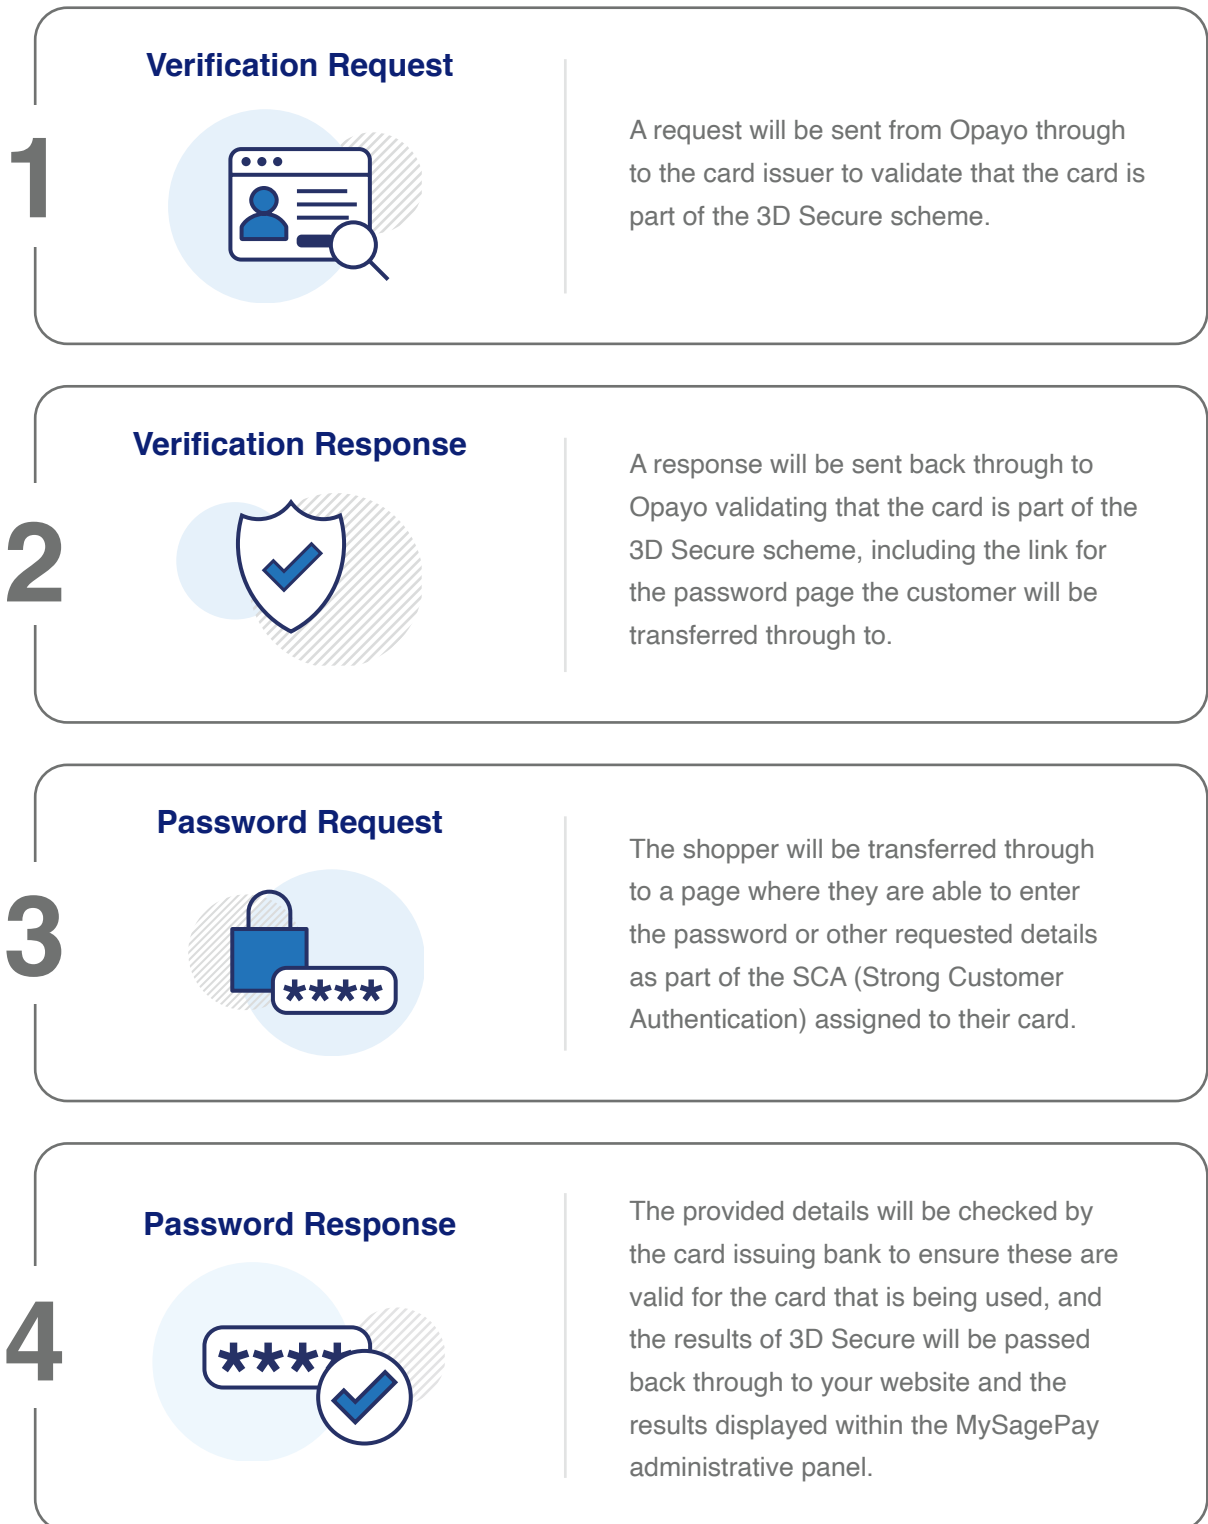 1
Verification Request
A request will be sent from Opayo through
to the card issuer to validate that the card is
part of the 3D Secure scheme.
2
Verification Response
A response will be sent back through to
Opayo validating that the card is part of the
3D Secure scheme, including the link for
the password page the customer will be
transferred through to.
3
Password Request
****
The shopper will be transferred through
to a page where they are able to enter
the password or other requested details
as part of the SCA (Strong Customer
Authentication) assigned to their card.
4
Password Response
****
The provided details will be checked by
the card issuing bank to ensure these are
valid for the card that is being used, and
the results of 3D Secure will be passed
back through to your website and the
results displayed within the MySagePay
administrative panel.